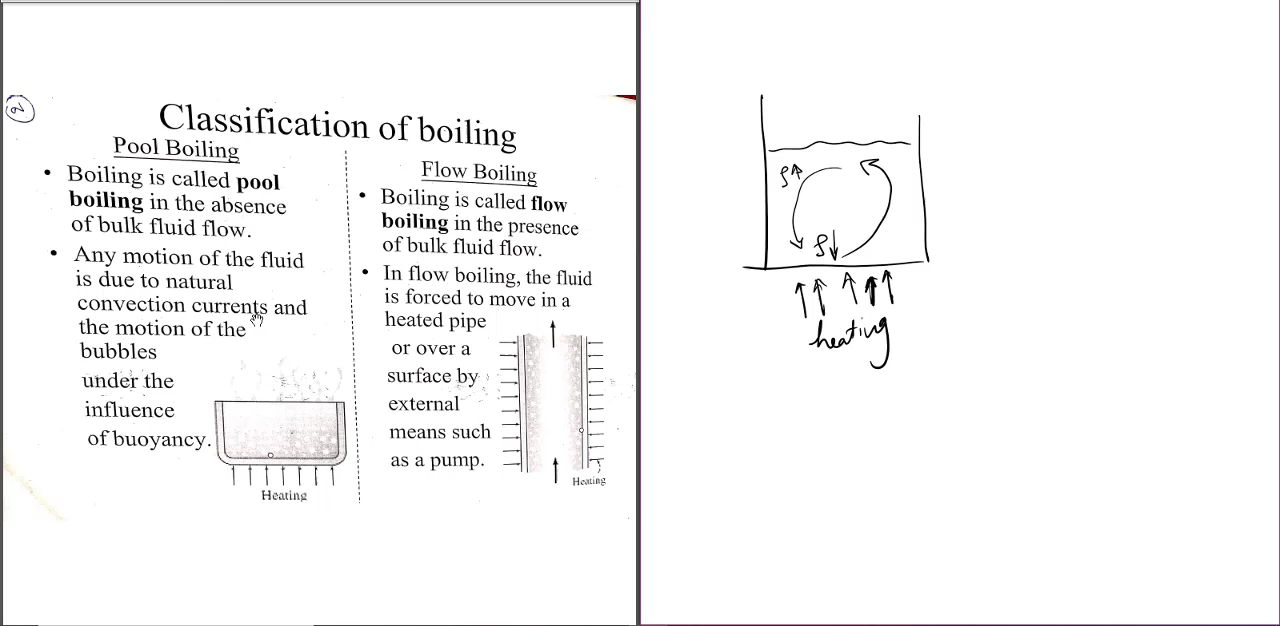 2
Classification of boiling
Pool Boiling
• Boiling is called pool
boiling in the absence
of bulk fluid flow.
• Any motion of the fluid
is due to natural
convection currents and
the motion of the
bubbles
under the
influence
of buoyancy.
Heating
Flow Boiling
• Boiling is called flow
boiling in the presence
of bulk fluid flow.
• In flow boiling, the fluid
is forced to move in a
heated pipe
or over a
surface by
external
means such
as a pump.
Heating
ρ↑
ρ↓
heating